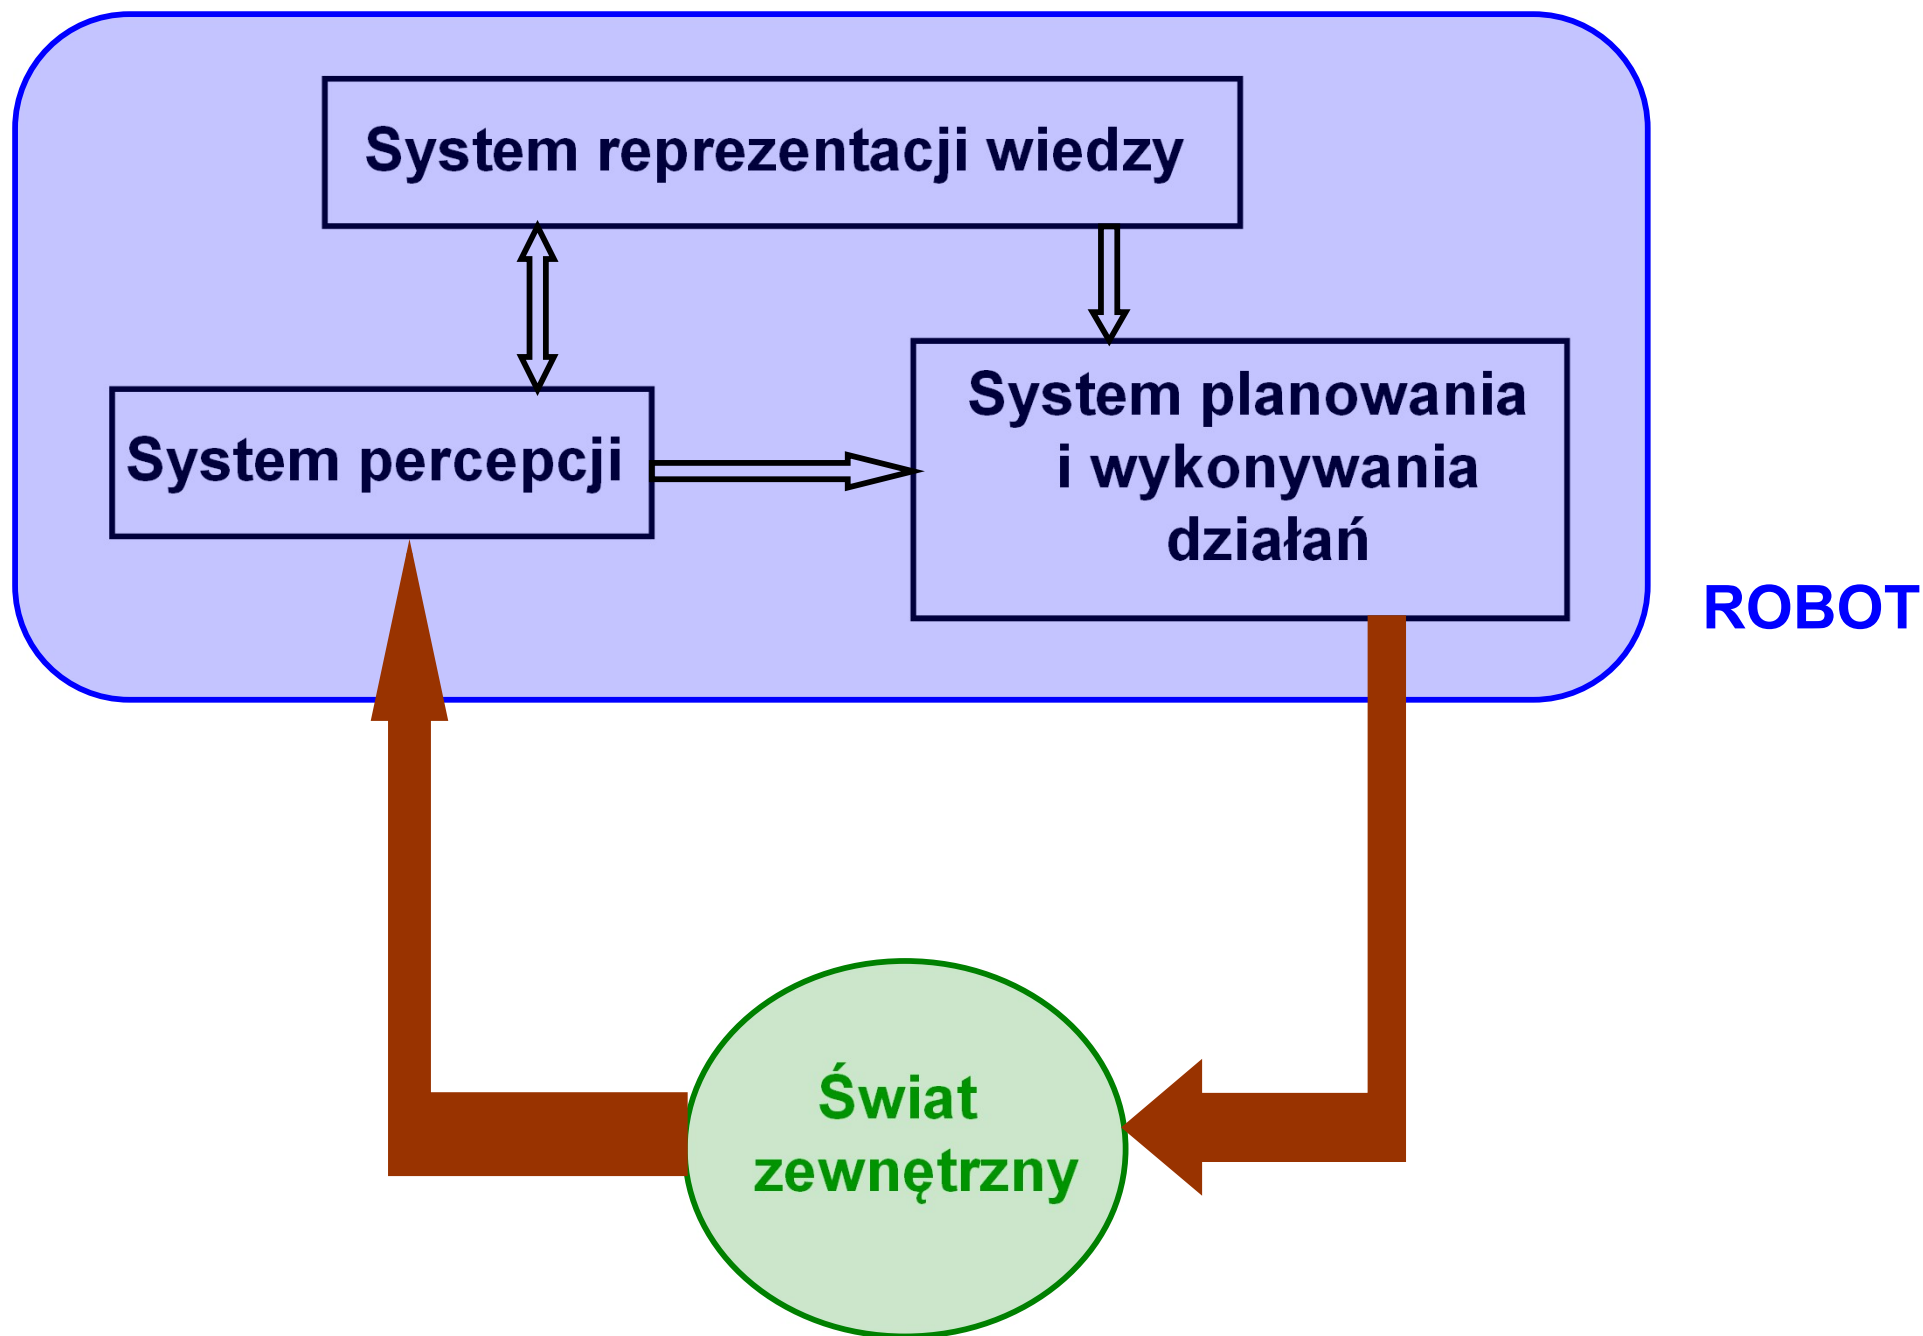 System reprezentacji wiedzy
System percepcji
System planowania
i wykonywania
działań
ROBOT
Świat
zewnętrzny